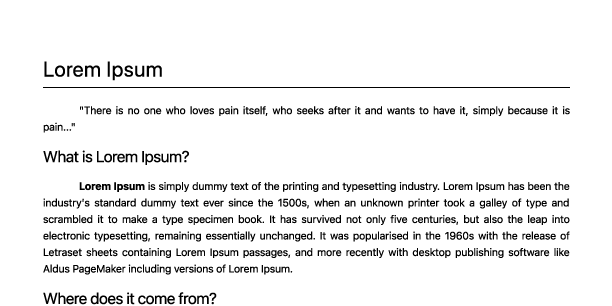 Lorem Ipsum
"There is no one who loves pain itself, who seeks after it and wants to have it, simply because it is
pain..."
What is Lorem Ipsum?
Lorem Ipsum is simply dummy text of the printing and typesetting industry. Lorem Ipsum has been the
industry's standard dummy text ever since the 1500s, when an unknown printer took a galley of type and
scrambled it to make a type specimen book. It has survived not only five centuries, but also the leap into
electronic typesetting, remaining essentially unchanged. It was popularised in the 1960s with the release of
Letraset sheets containing Lorem Ipsum passages, and more recently with desktop publishing software like
Aldus PageMaker including versions of Lorem Ipsum.
Where does it come from?